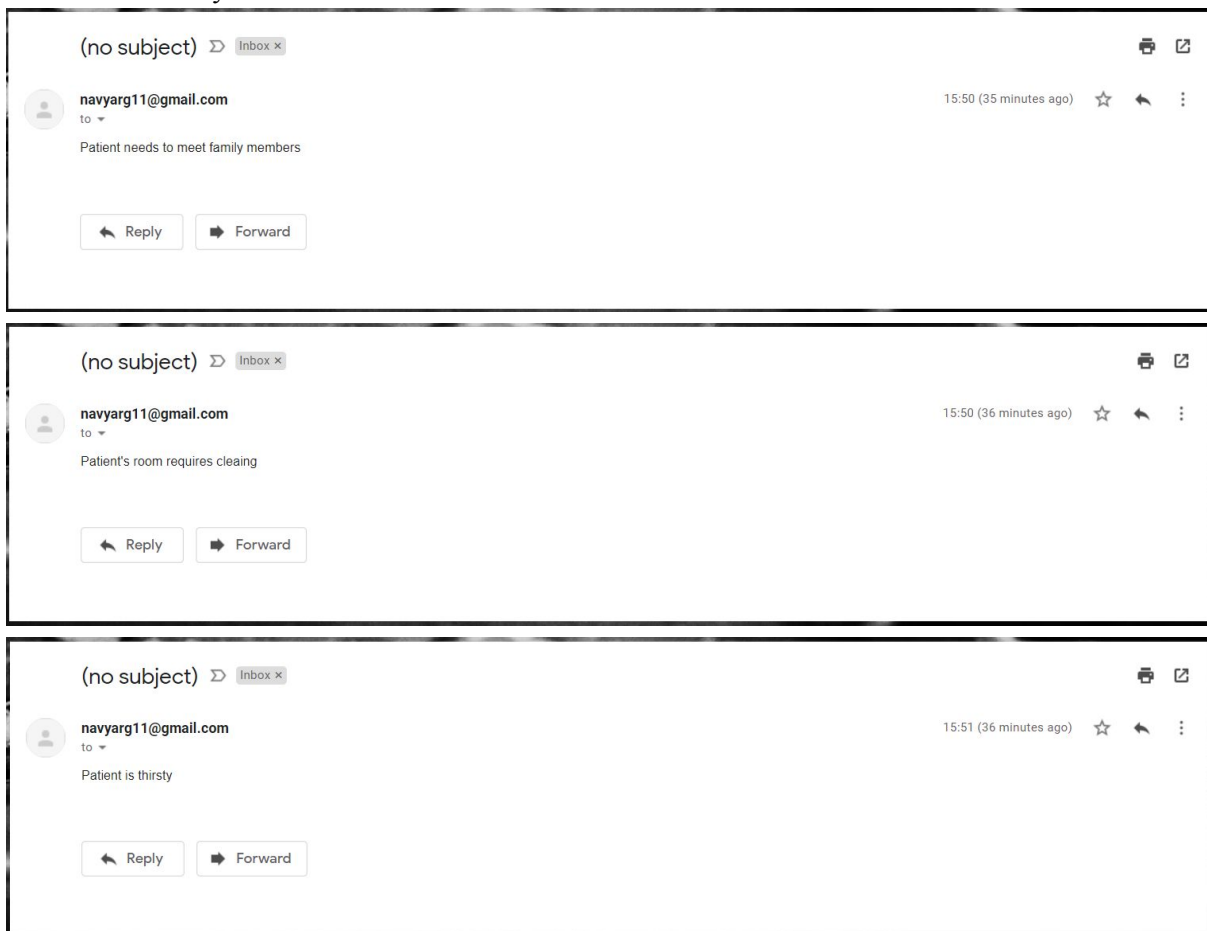 (no subject) Inbox ×
navyarg11@gmail.com 15:50 (35 minutes ago)
to
Patient needs to meet family members
Reply Forward
(no subject) Inbox ×
navyarg11@gmail.com 15:50 (36 minutes ago)
to
Patient's room requires cleaing
Reply Forward
(no subject) Inbox ×
navyarg11@gmail.com 15:51 (36 minutes ago)
to
Patient is thirsty
Reply Forward